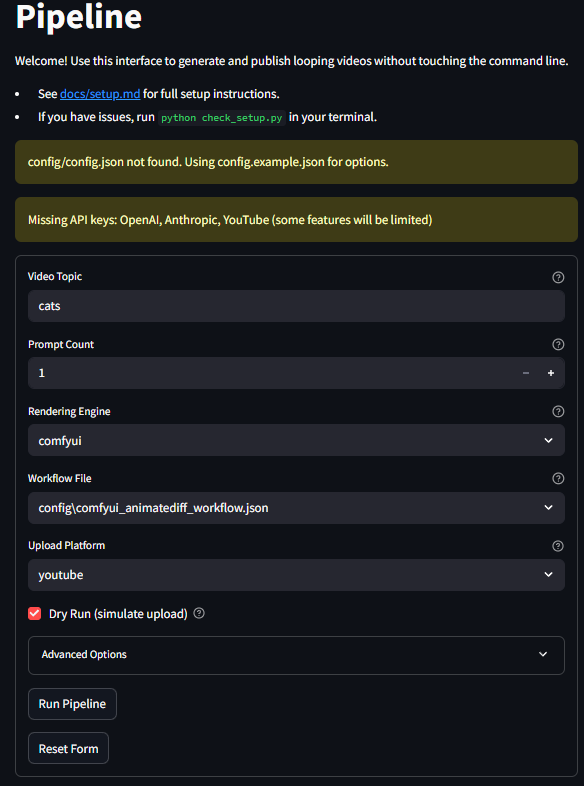 Pipeline
Welcome! Use this interface to generate and publish looping videos without touching the command line.
• See docs/setup.md for full setup instructions.
• If you have issues, run python check_setup.py in your terminal.
config/config.json not found. Using config.example.json for options.
Missing API keys: OpenAI, Anthropic, YouTube (some features will be limited)
Video Topic
cats
Prompt Count
1
Rendering Engine
comfyui
Workflow File
config\comfyui_animatediff_workflow.json
Upload Platform
youtube
Dry Run (simulate upload)
Advanced Options
Run Pipeline
Reset Form